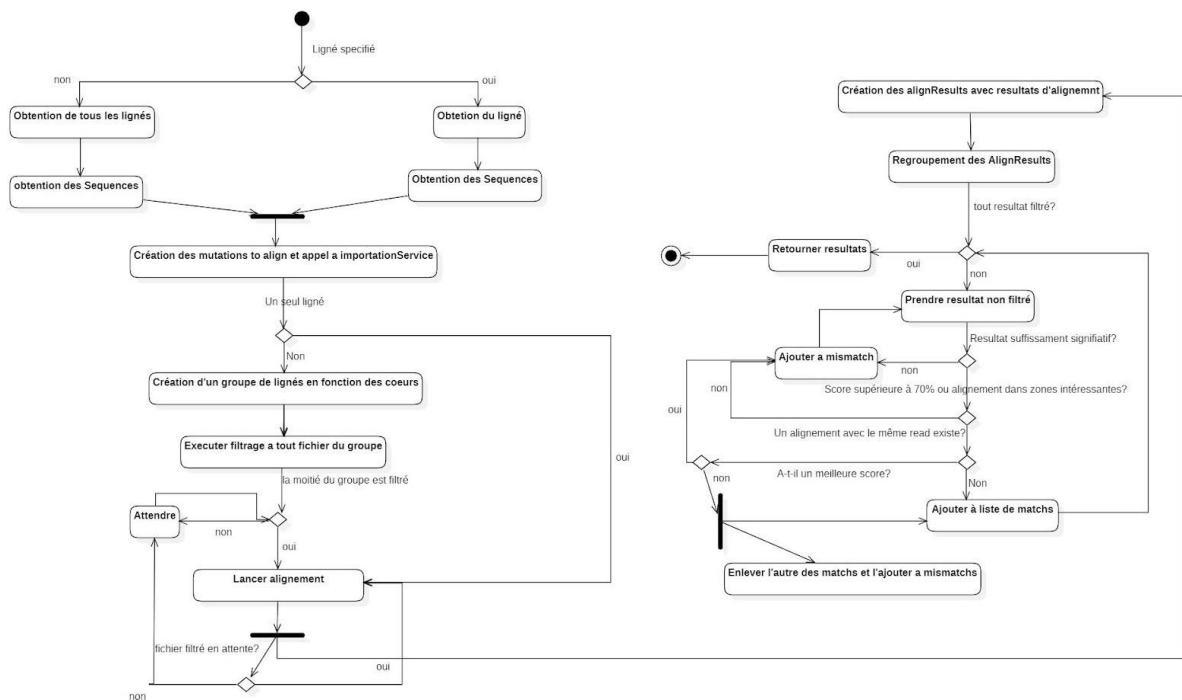 Ligné specifié
non
oui
Obtention de tous les lignés
Obtetion du ligné
obtention des Sequences
Obtention des Sequences
Création des mutations to align et appel a importationService
Un seul ligné
Non
Création d'un groupe de lignés en fonction des coeurs
Executer filtrage a tout fichier du groupe
oui
la moitié du groupe est filtré
Attendre
non
oui
Lancer alignement
fichier filtré en attente?
oui
non
Création des alignResults avec resultats d'alignemnt
Regroupement des AlignResults
tout resultat filtré?
Retourner resultats
oui
non
Prendre resultat non filtré
Resultat suffissament signifiatif?
Ajouter a mismatch
non
Score supérieure à 70% ou alignement dans zones intéressantes?
non
oui
Un alignement avec le même read existe?
A-t-il un meilleure score?
non
Non
Ajouter à liste de matchs
Enlever l'autre des matchs et l'ajouter a mismatchs